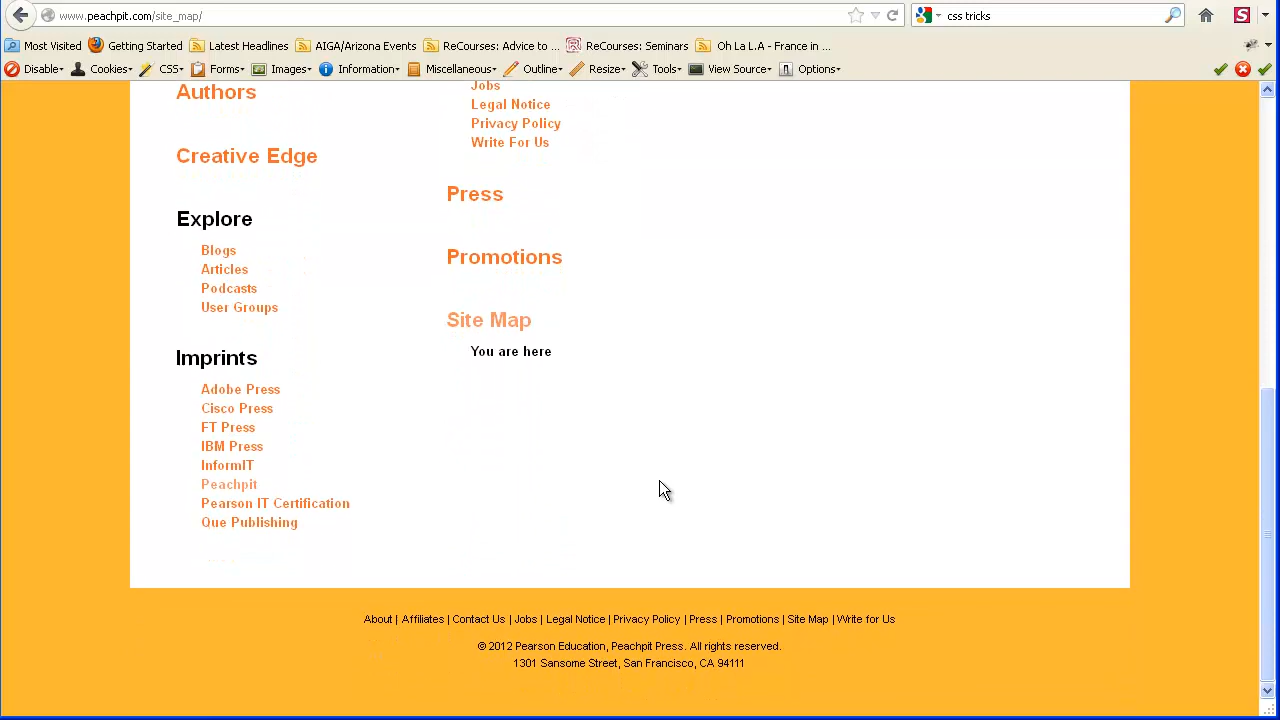 www.peachpit.com/site_map/
css tricks
Most Visited Getting Started Latest Headlines AIGA/Arizona Events ReCourses: Advice to ... ReCourses: Seminars Oh La L.A - France in ...
Disable Cookies CSS Forms Images Information Miscellaneous Outline Resize Tools View Source Options
Authors
Creative Edge
Explore
Blogs
Articles
Podcasts
User Groups
Imprints
Adobe Press
Cisco Press
FT Press
IBM Press
InformIT
Peachpit
Pearson IT Certification
Que Publishing
Jobs
Legal Notice
Privacy Policy
Write For Us
Press
Promotions
Site Map
You are here
About | Affiliates | Contact Us | Jobs | Legal Notice | Privacy Policy | Press | Promotions | Site Map | Write for Us
© 2012 Pearson Education, Peachpit Press. All rights reserved.
1301 Sansome Street, San Francisco, CA 94111